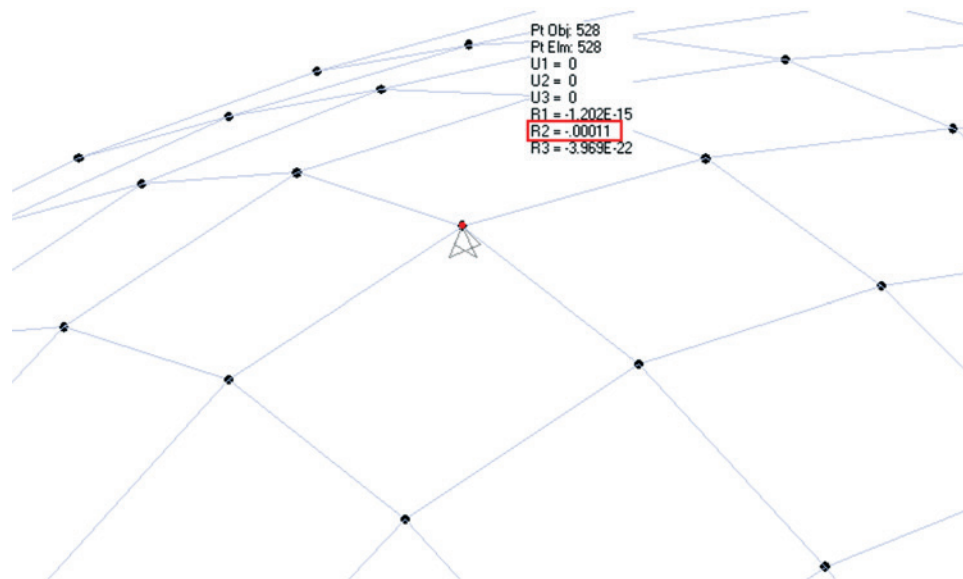 Pt Obj: 528
Pt Elm: 528
U1 = 0
U2 = 0
U3 = 0
R1 = -1.202E-15
R2 = -.00011
R3 = -3.969E-22